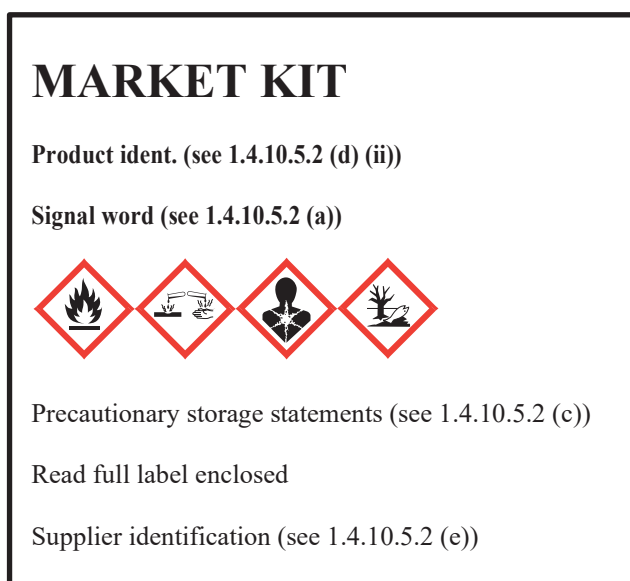 MARKET KIT
Product ident. (see 1.4.10.5.2 (d) (ii))
Signal word (see 1.4.10.5.2 (a))
Precautionary storage statements (see 1.4.10.5.2 (c))
Read full label enclosed
Supplier identification (see 1.4.10.5.2 (e))